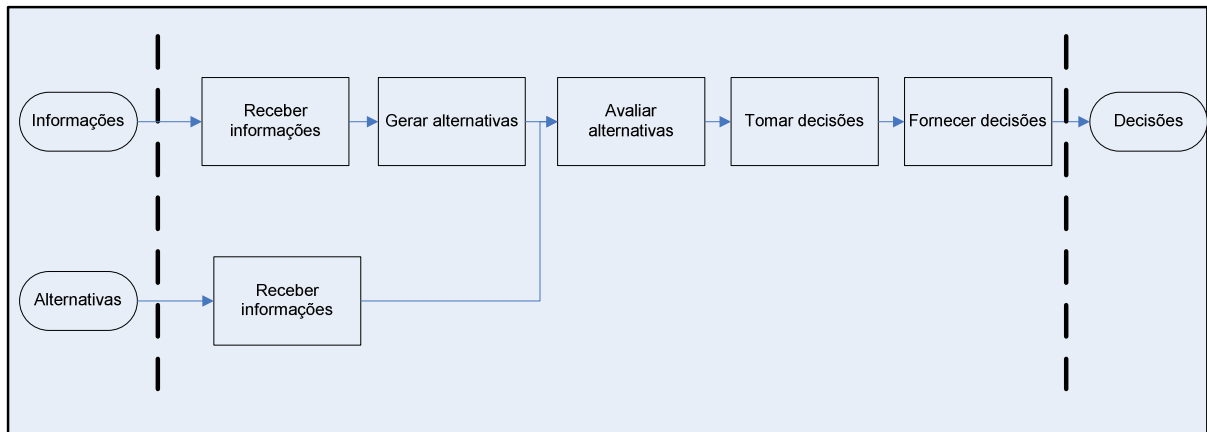 Informações
Receber
informações
Gerar alternativas
Avaliar
alternativas
Tomar decisões
Fornecer decisões
Decisões
Alternativas
Receber
informações